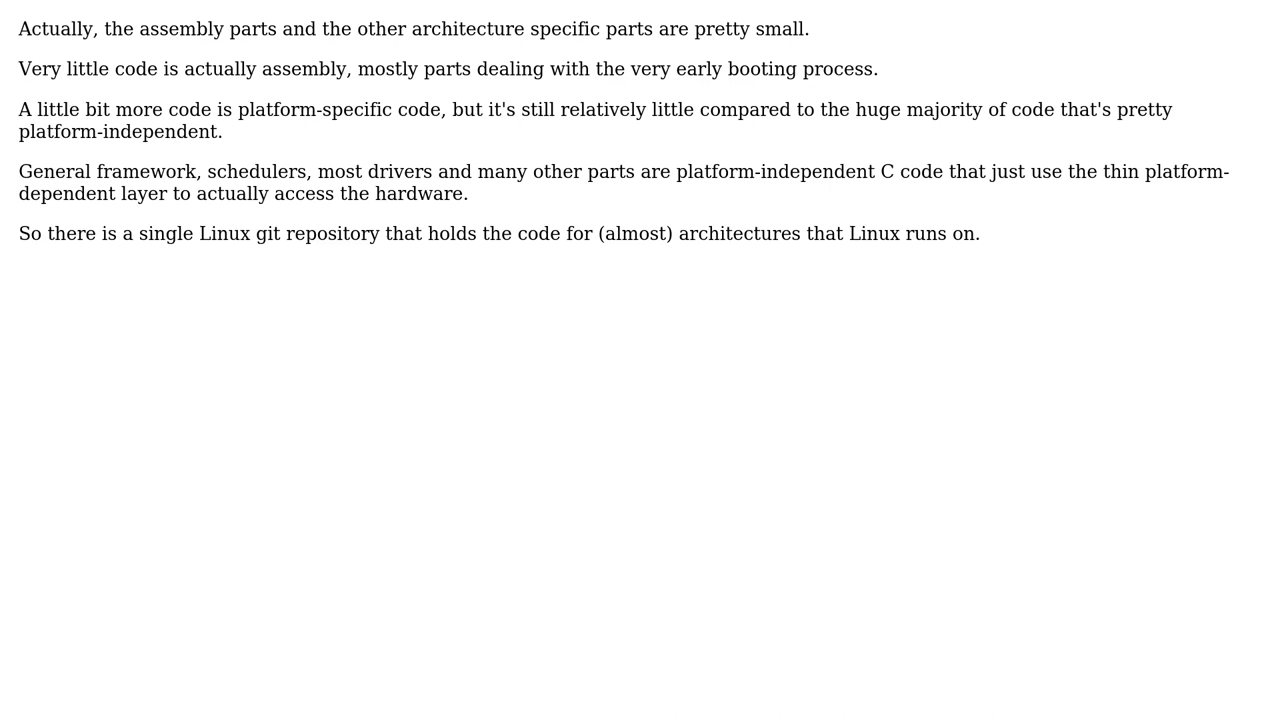 Actually, the assembly parts and the other architecture specific parts are pretty small.
Very little code is actually assembly, mostly parts dealing with the very early booting process.
A little bit more code is platform-specific code, but it's still relatively little compared to the huge majority of code that's pretty
platform-independent.
General framework, schedulers, most drivers and many other parts are platform-independent C code that just use the thin platform-
dependent layer to actually access the hardware.
So there is a single Linux git repository that holds the code for (almost) architectures that Linux runs on.